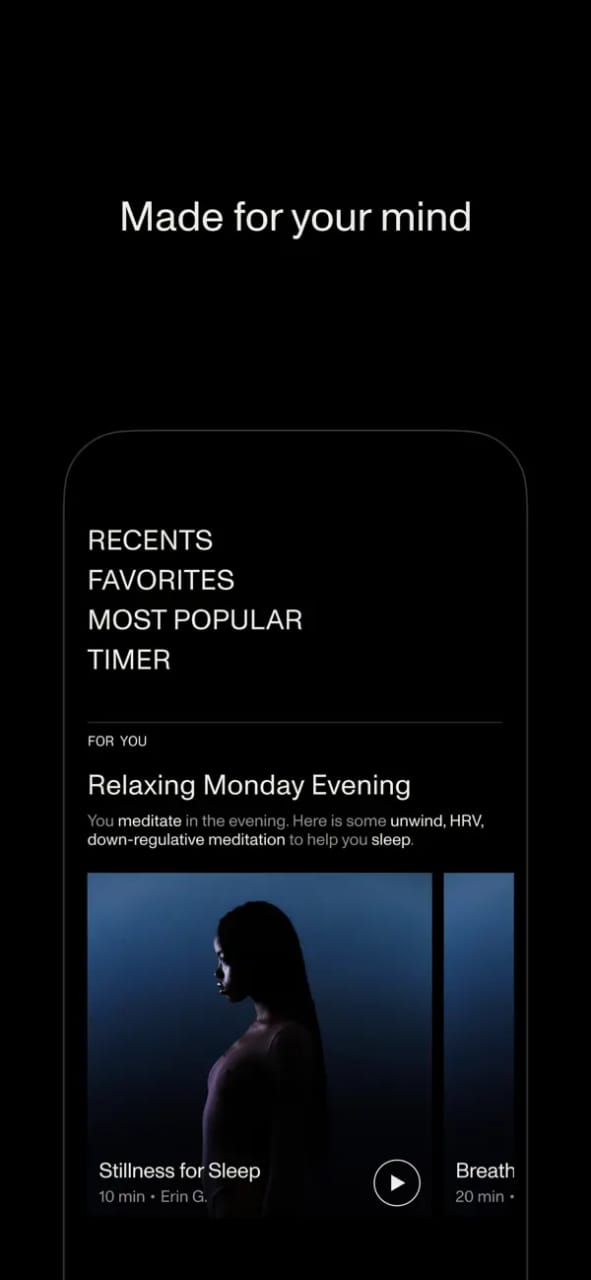 Made for your mind
RECENTS
FAVORITES
MOST POPULAR
TIMER
FOR YOU
Relaxing Monday Evening
You meditate in the evening. Here is some unwind, HRV,
down-regulative meditation to help you sleep.
Stillness for Sleep
10 min • Erin G.
Breath
20 min •